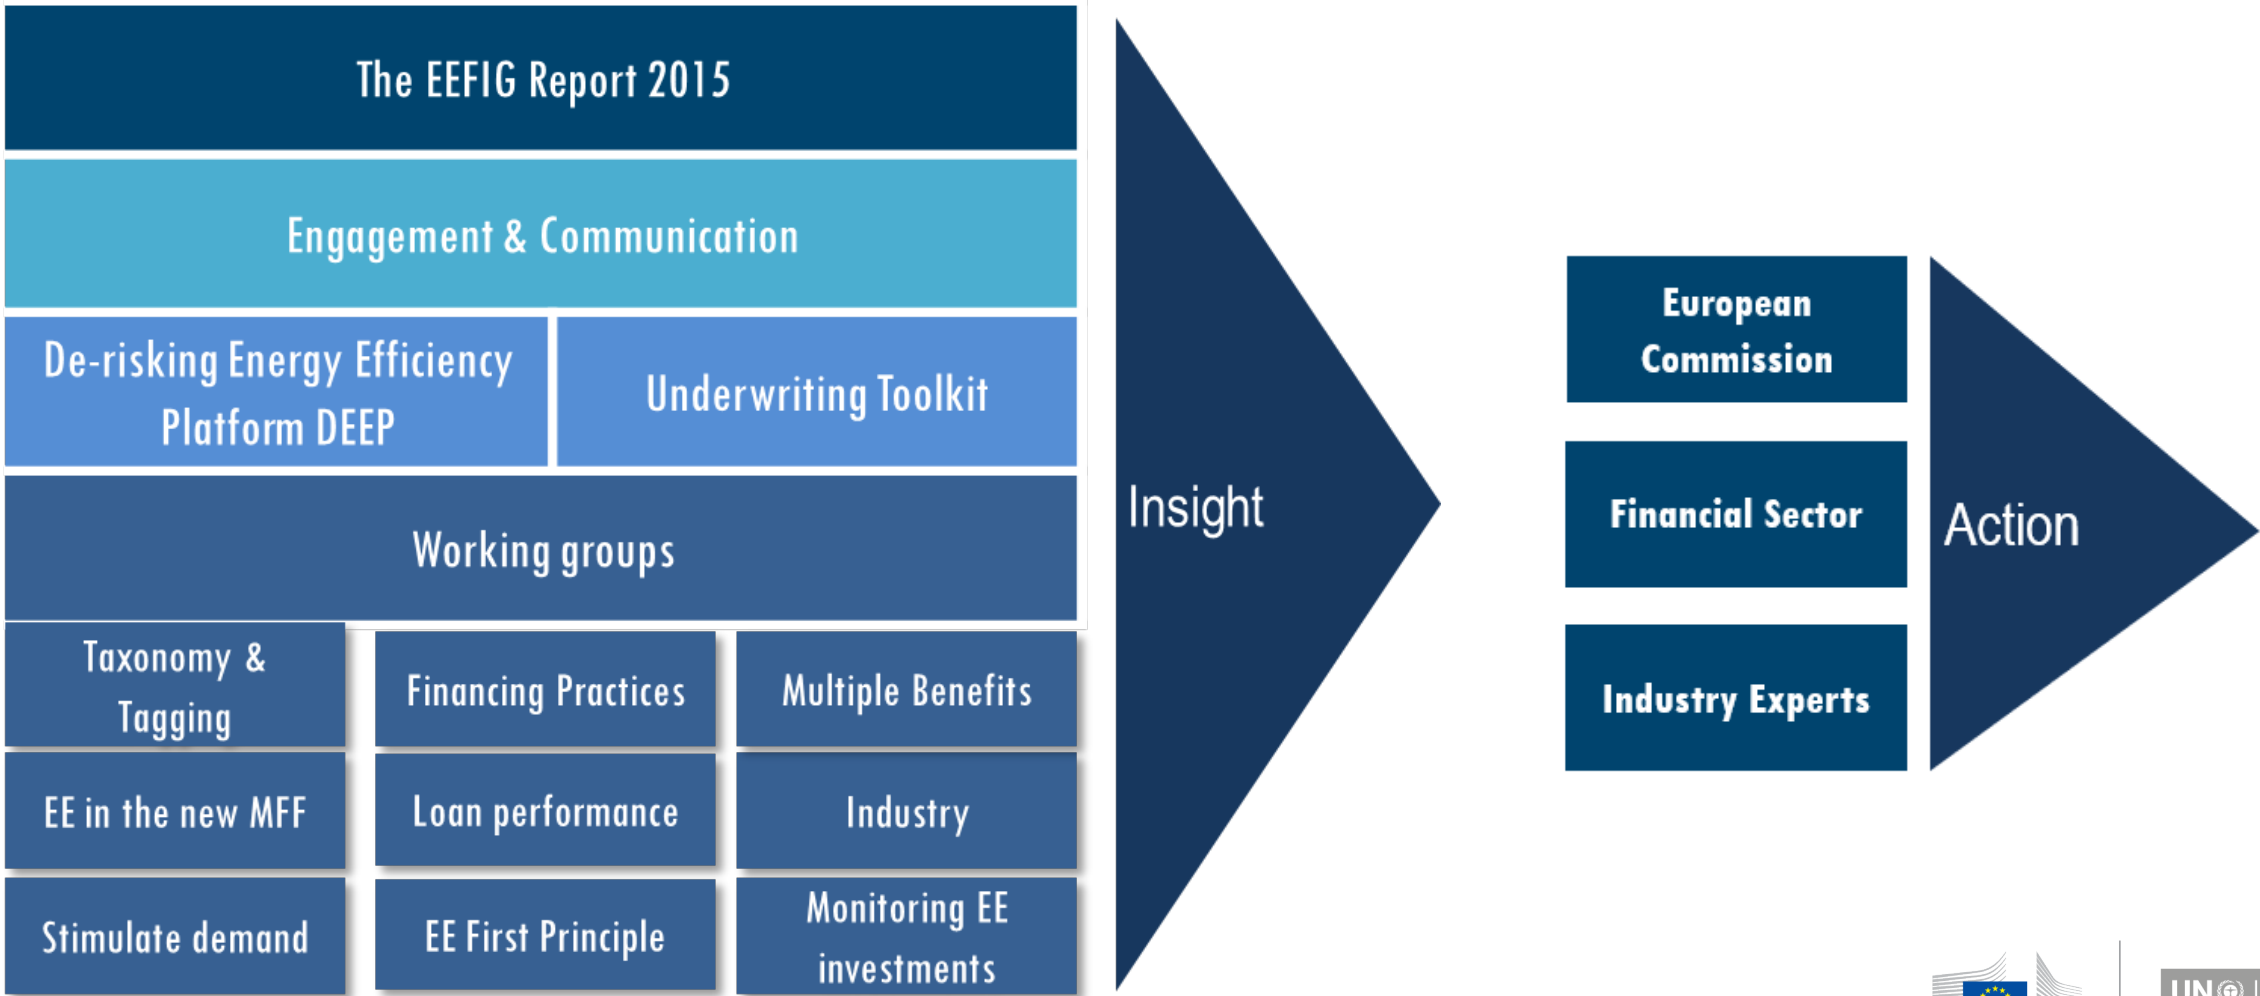 The EEFIG Report 2015
Engagement & Communication
De-risking Energy Efficiency
Platform DEEP
Underwriting Toolkit
Working groups
Taxonomy &
Tagging
Financing Practices
Multiple Benefits
EE in the new MFF
Loan performance
Industry
Stimulate demand
EE First Principle
Monitoring EE
investments
Insight
European
Commission
Financial Sector
Industry Experts
Action
UN